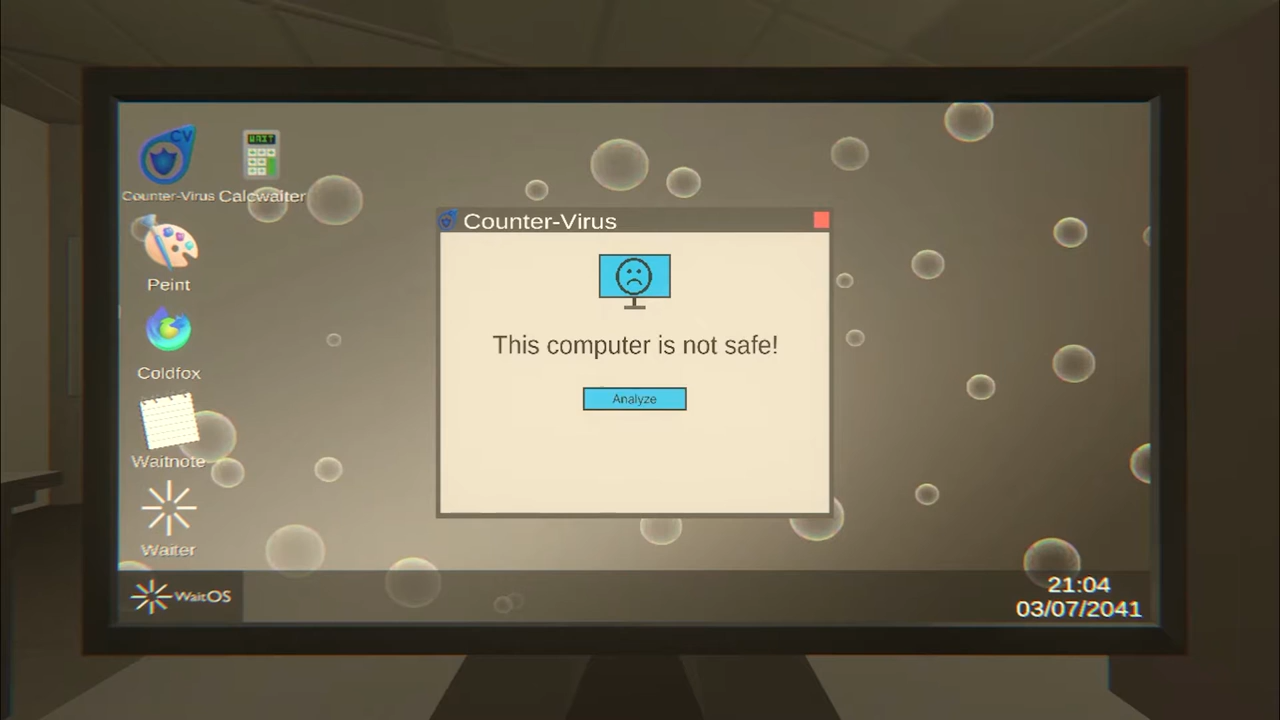 CV
WAIT
Counter-Virus
Calcwaiter
Peint
Coldfox
Waitnote
Waiter
Counter-Virus
This computer is not safe!
Analyze
WaitOS
21:04
03/07/2041